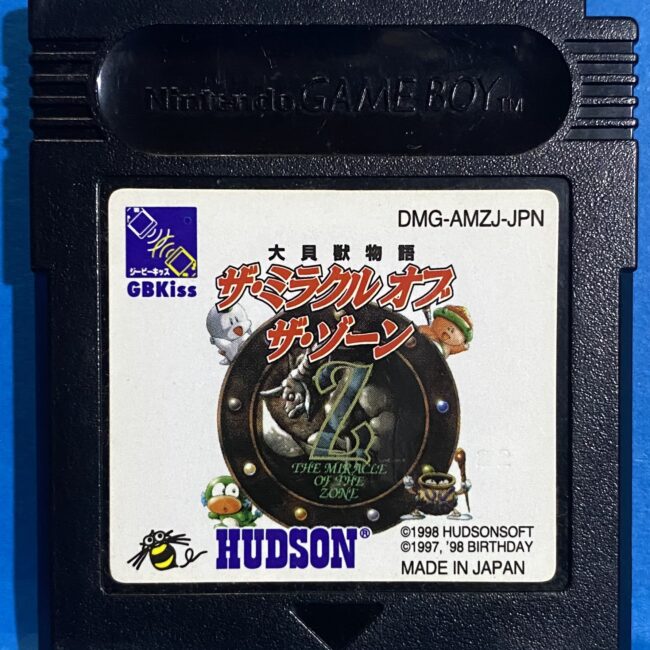 Nintendo GAME BOY TM
DMG-AMZJ-JPN
ジーピーキッス
GBKiss
大貝獣物語
ザ・ミラクル オブ
ザ・ゾーン
Z
THE MIRACLE
OF THE
ZONE
HUDSON®
©1998 HUDSONSOFT
©1997, '98 BIRTHDAY
MADE IN JAPAN